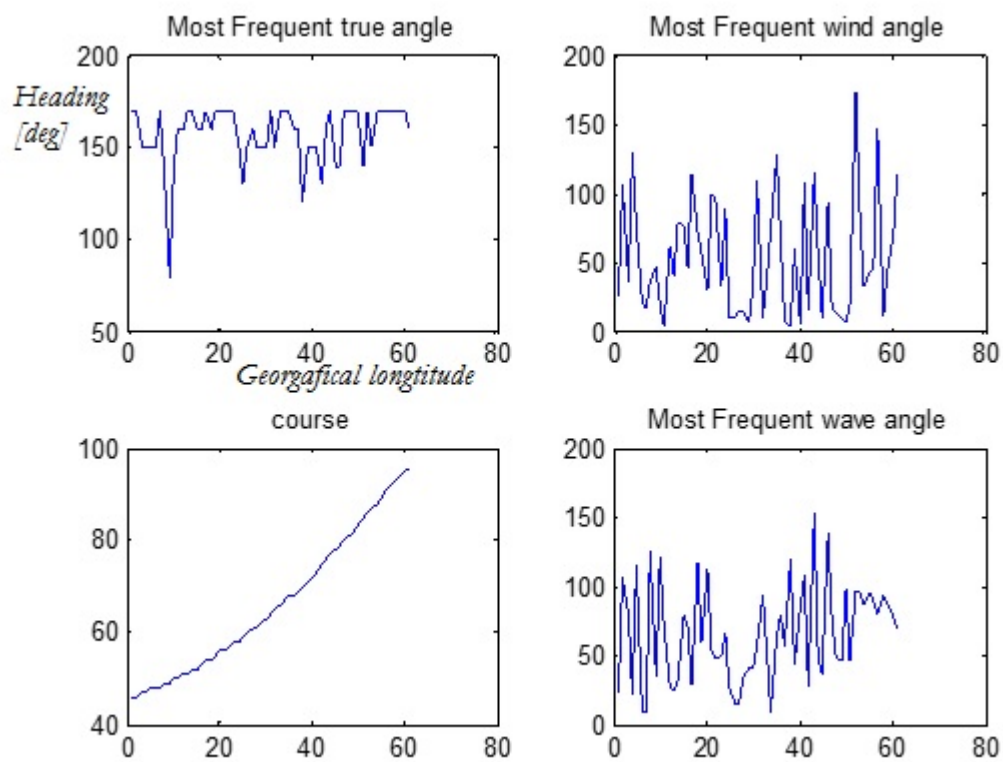 Most Frequent true angle
200
150
100
50
Heading
[deg]
0 20 40 60 80
Georgafical longtitude
Most Frequent wind angle
200
150
100
50
0
0 20 40 60 80
course
100
80
60
40
0 20 40 60 80
Most Frequent wave angle
200
150
100
50
0
0 20 40 60 80